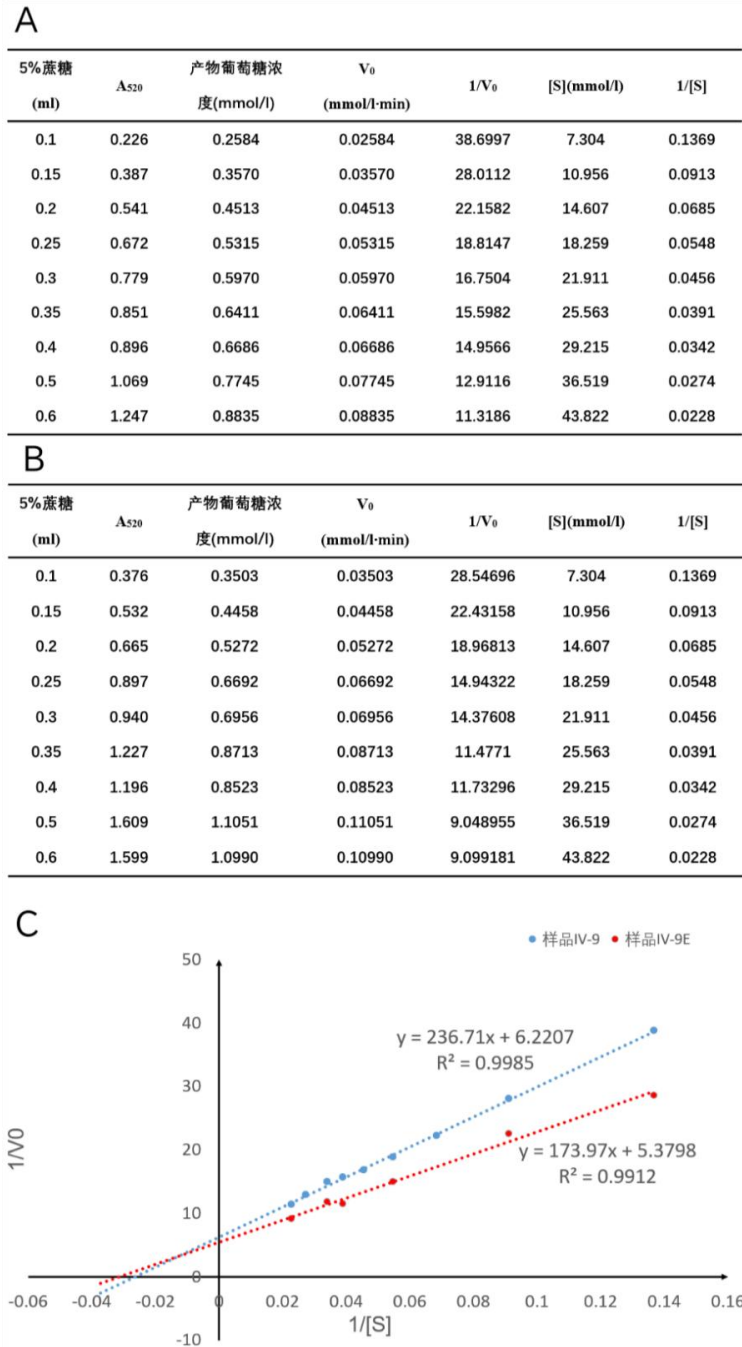 A
5%蔗糖 (ml) A520 产物葡萄糖浓度(mmol/l) V0 (mmol/l·min) 1/V0 [S](mmol/l) 1/[S]
0.1 0.226 0.2584 0.02584 38.6997 7.304 0.1369
0.15 0.387 0.3570 0.03570 28.0112 10.956 0.0913
0.2 0.541 0.4513 0.04513 22.1582 14.607 0.0685
0.25 0.672 0.5315 0.05315 18.8147 18.259 0.0548
0.3 0.779 0.5970 0.05970 16.7504 21.911 0.0456
0.35 0.851 0.6411 0.06411 15.5982 25.563 0.0391
0.4 0.896 0.6686 0.06686 14.9566 29.215 0.0342
0.5 1.069 0.7745 0.07745 12.9116 36.519 0.0274
0.6 1.247 0.8835 0.08835 11.3186 43.822 0.0228
B
5%蔗糖 (ml) A520 产物葡萄糖浓度(mmol/l) V0 (mmol/l·min) 1/V0 [S](mmol/l) 1/[S]
0.1 0.376 0.3503 0.03503 28.54696 7.304 0.1369
0.15 0.532 0.4458 0.04458 22.43158 10.956 0.0913
0.2 0.665 0.5272 0.05272 18.96813 14.607 0.0685
0.25 0.897 0.6692 0.06692 14.94322 18.259 0.0548
0.3 0.940 0.6956 0.06956 14.37608 21.911 0.0456
0.35 1.227 0.8713 0.08713 11.4771 25.563 0.0391
0.4 1.196 0.8523 0.08523 11.73296 29.215 0.0342
0.5 1.609 1.1051 0.11051 9.048955 36.519 0.0274
0.6 1.599 1.0990 0.10990 9.099181 43.822 0.0228
C
样品IV-9 样品IV-9E
50
40
y = 236.71x + 6.2207
R² = 0.9985
30
20
y = 173.97x + 5.3798
R² = 0.9912
10
0
-0.06 -0.04 -0.02 0 0.02 0.04 0.06 0.08 0.1 0.12 0.14 0.16
-10
1/V0
1/[S]